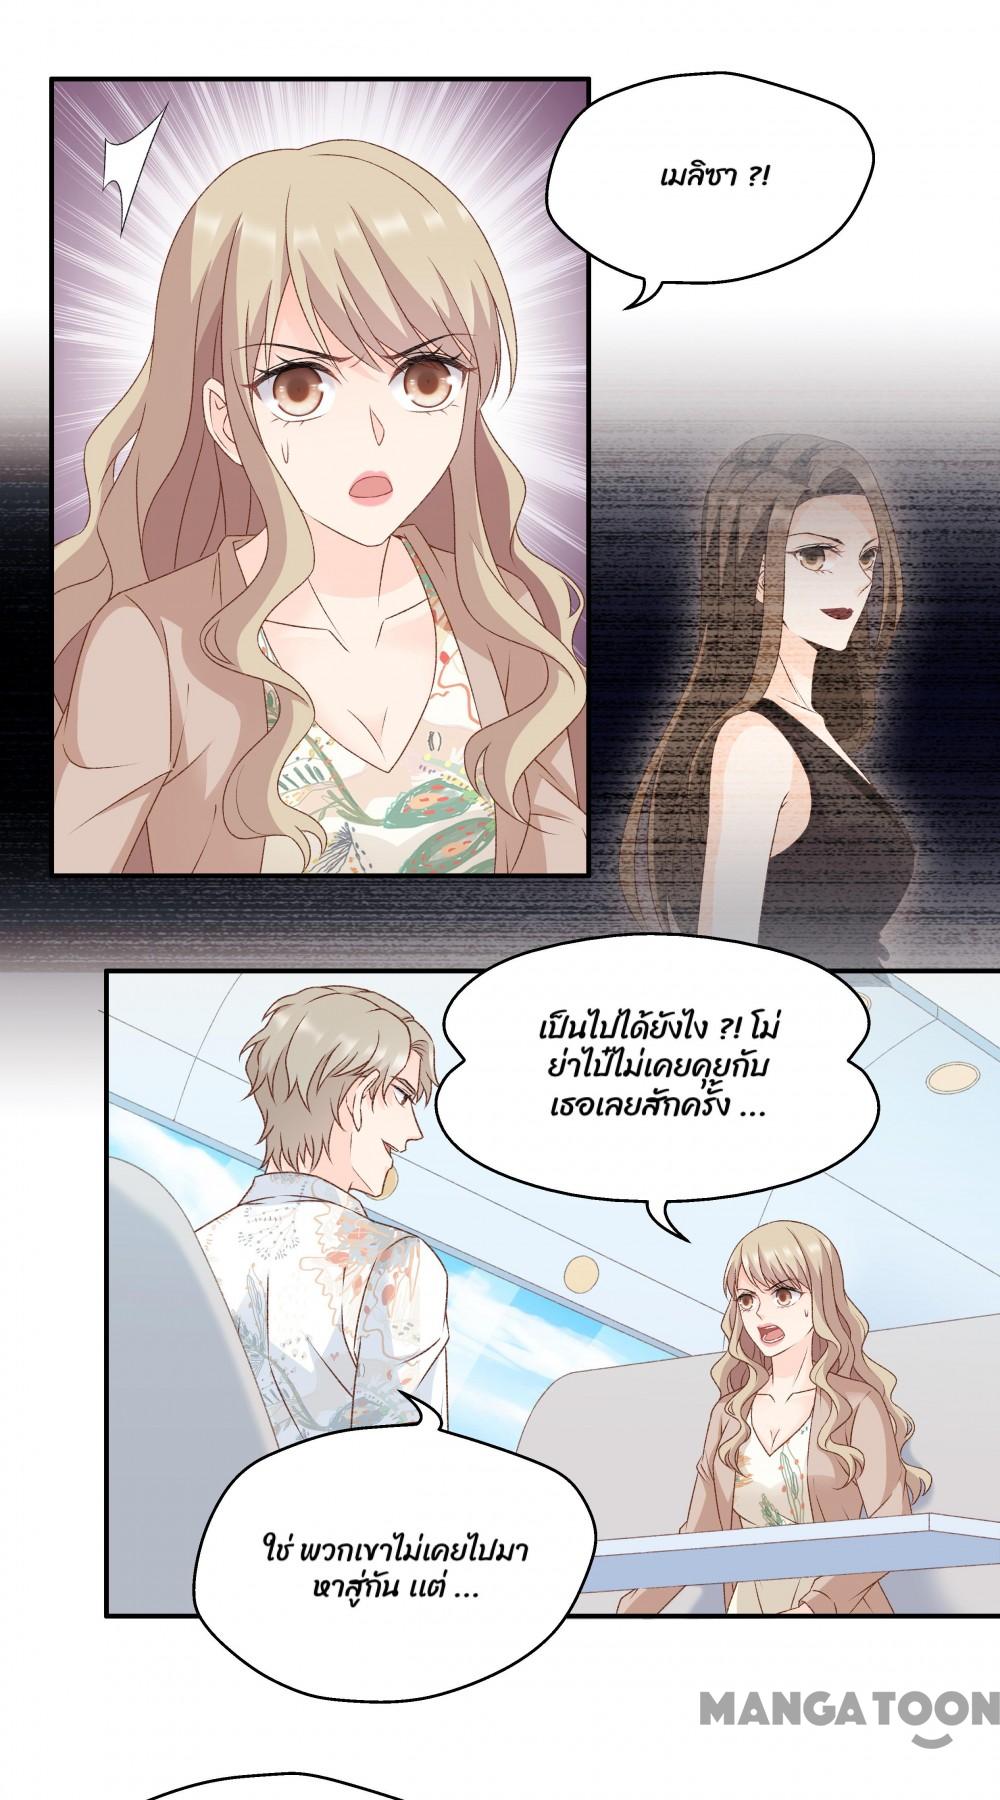 เมลิซา ?!
เป็นไปได้ยังไง ?! โม่
ย่าไป๋ไม่เคยคุยกับ
เธอเลยสักครั้ง ...
ใช่ พวกเขาไม่เคยไปมา
หาสู่กัน แต่ ...
MANGATOON